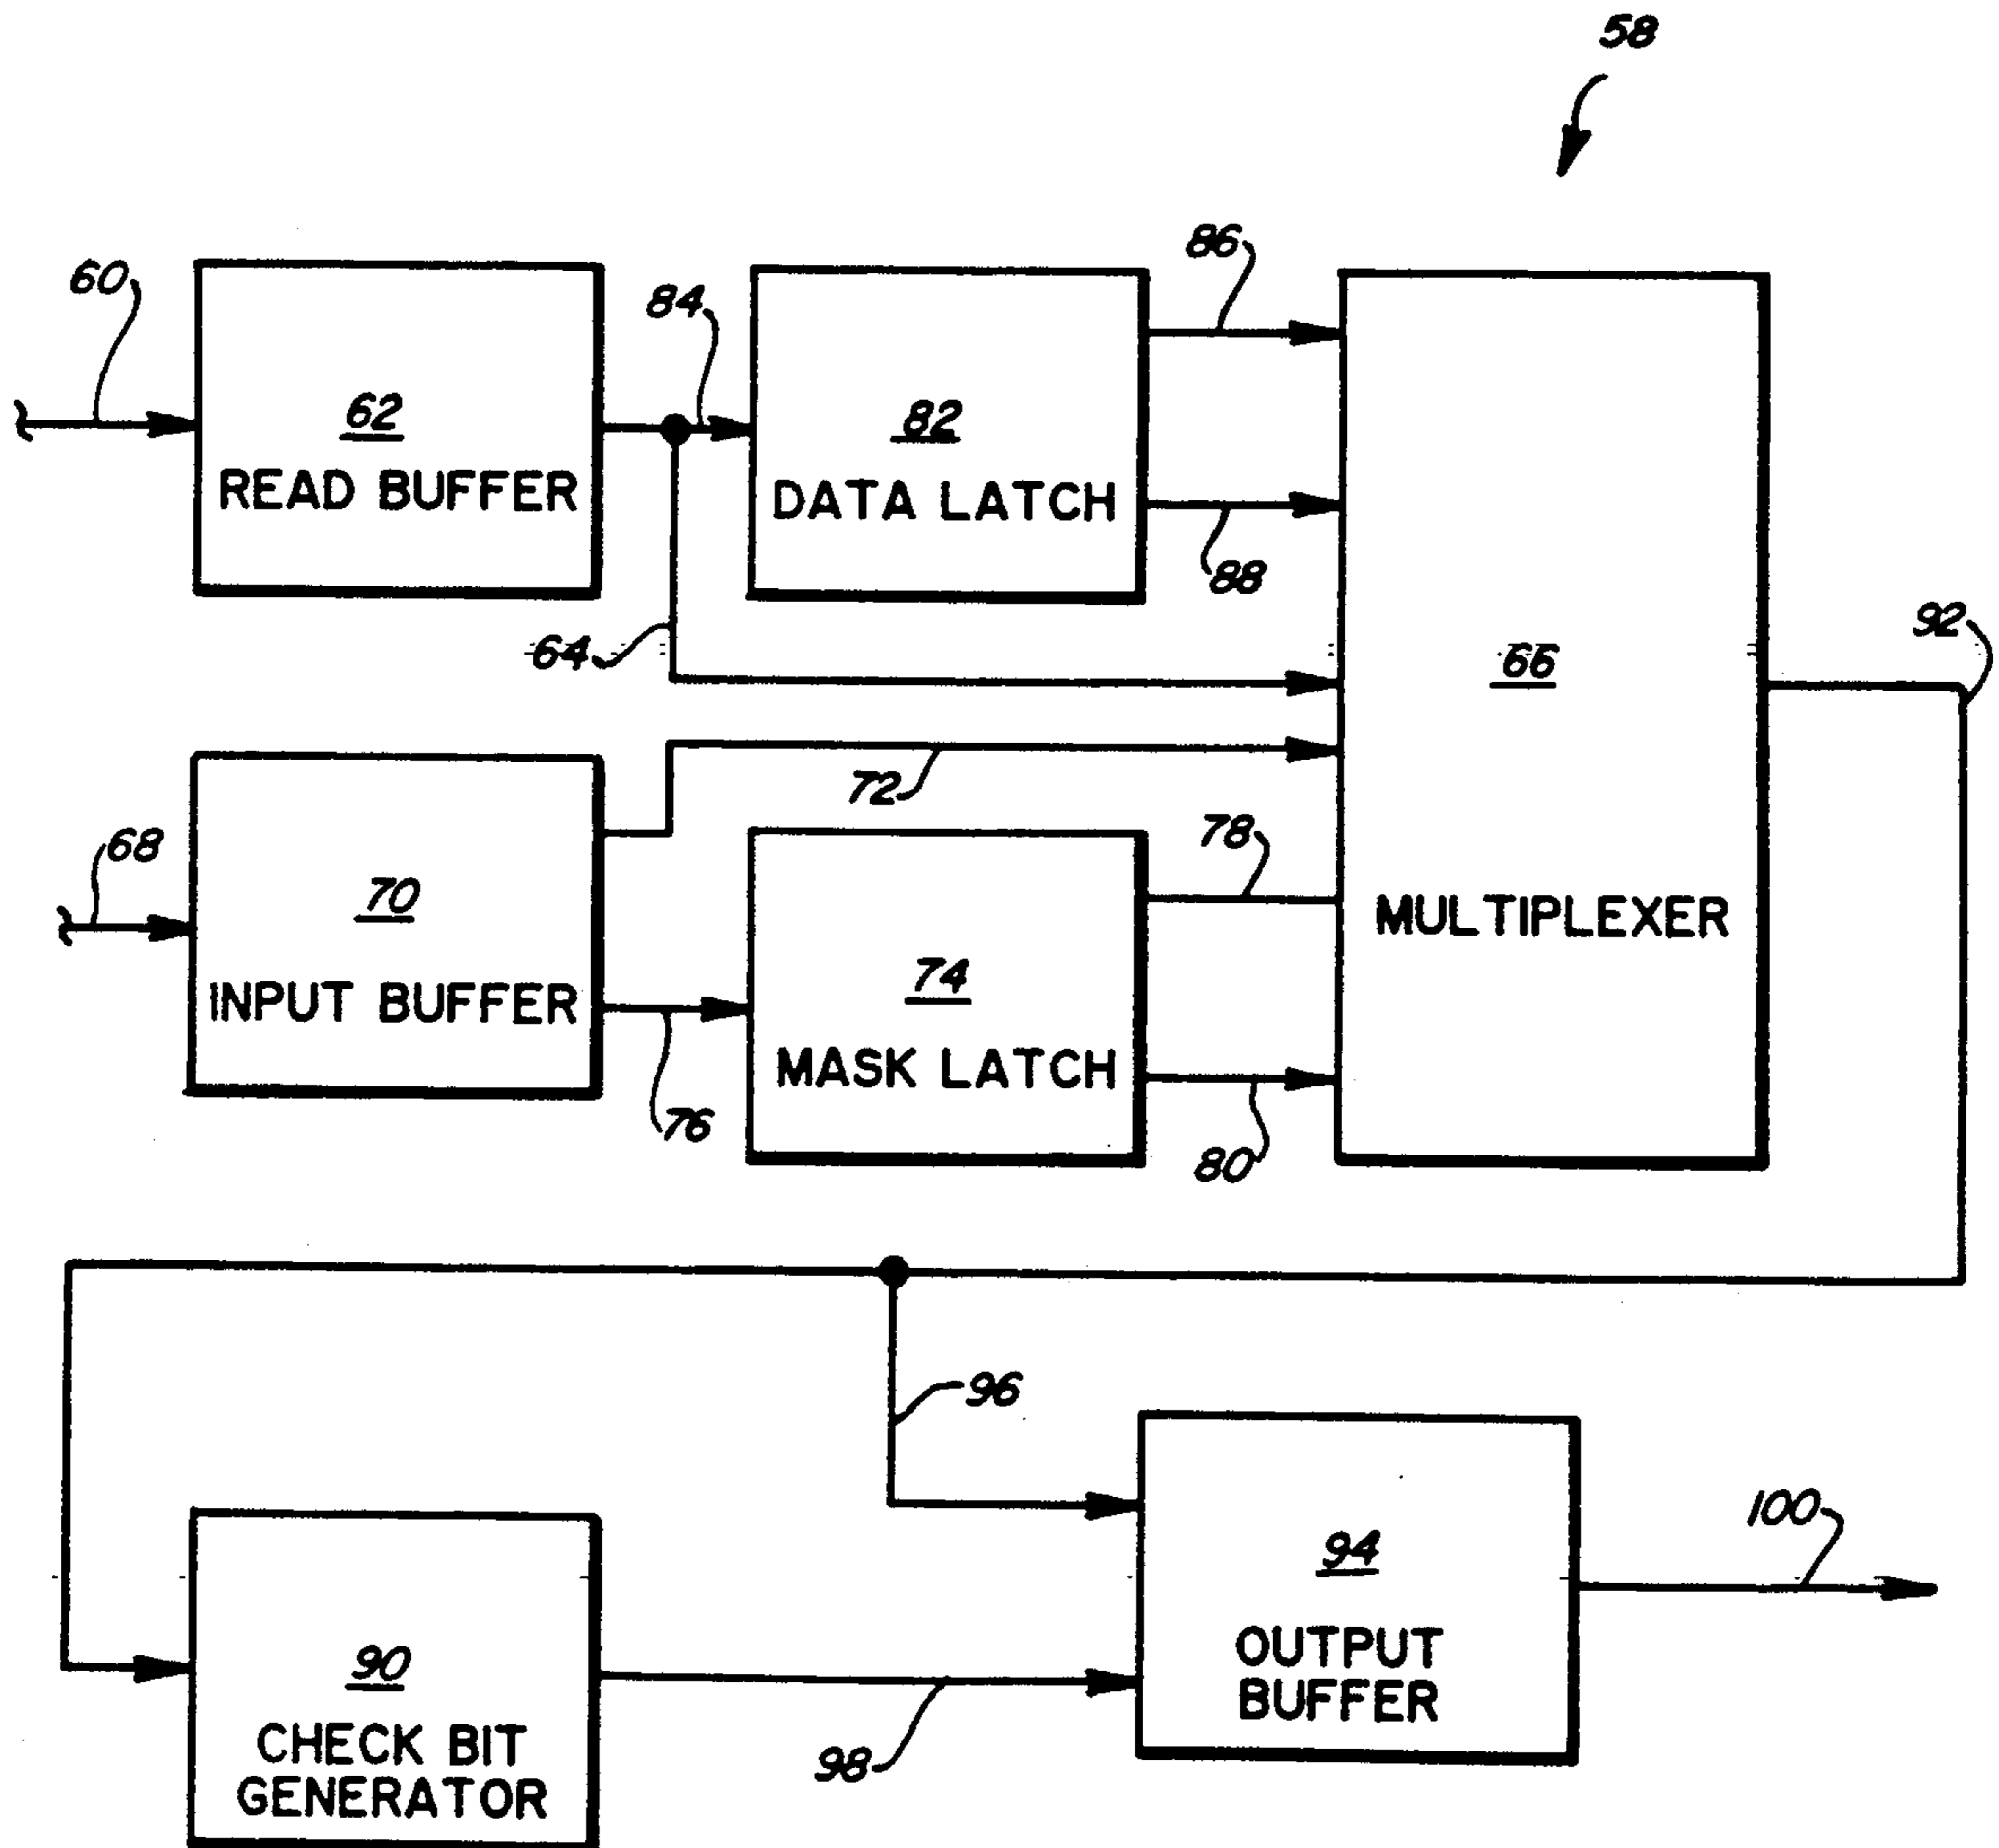 58
60
62
READ BUFFER
84
82
DATA LATCH
86
88
64
66
MULTIPLEXER
92
72
68
70
INPUT BUFFER
76
74
MASK LATCH
78
80
96
94
OUTPUT
BUFFER
100
90
CHECK BIT
GENERATOR
98